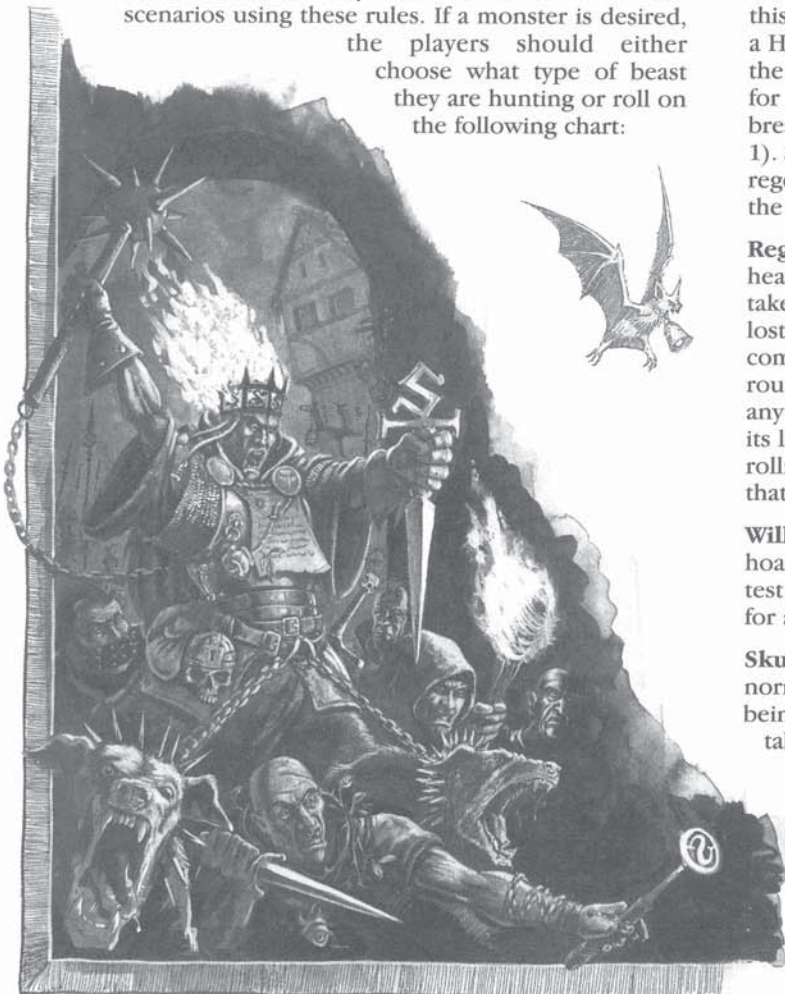 scenarios using these rules. If a monster is desired,
the players should either
choose what type of beast
they are hunting or roll on
the following chart:
this
a H
the
for
bre
1).
reg
the
Reg
hea
take
lost
com
rou
any
its l
roll
that
Will
hoa
test
for a
Sku
norm
bein
tal